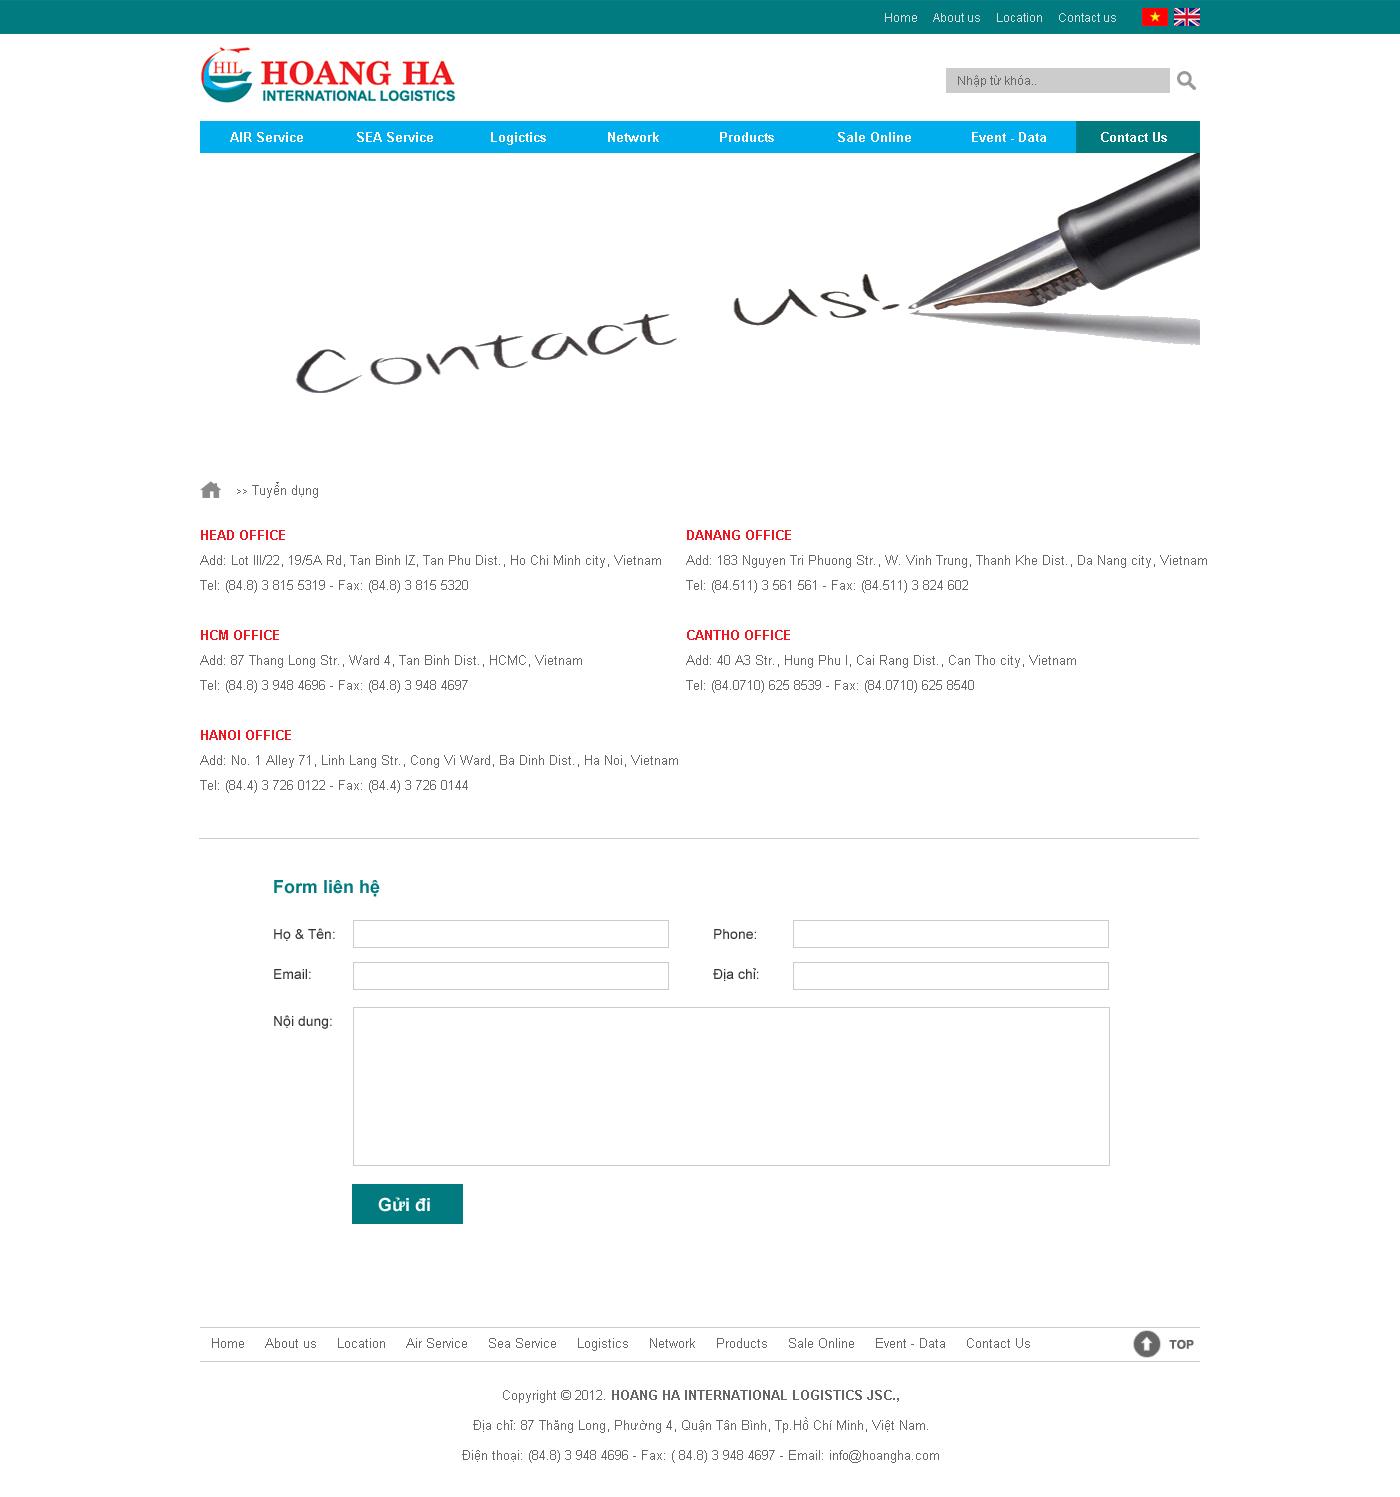 Home About us Location Contact us
HIL
HOANG HA
INTERNATIONAL LOGISTICS
Nhập từ khóa..
AIR Service SEA Service Logictics Network Products Sale Online Event - Data Contact Us
Contact us!
>> Tuyển dụng
HEAD OFFICE
Add: Lot III/22, 19/5A Rd, Tan Binh IZ, Tan Phu Dist., Ho Chi Minh city, Vietnam
Tel: (84.8) 3 815 5319 - Fax: (84.8) 3 815 5320
DANANG OFFICE
Add: 183 Nguyen Tri Phuong Str., W. Vinh Trung, Thanh Khe Dist., Da Nang city, Vietnam
Tel: (84.511) 3 561 561 - Fax: (84.511) 3 824 602
HCM OFFICE
Add: 87 Thang Long Str., Ward 4, Tan Binh Dist., HCMC, Vietnam
Tel: (84.8) 3 948 4696 - Fax: (84.8) 3 948 4697
CANTHO OFFICE
Add: 40 A3 Str., Hung Phu I, Cai Rang Dist., Can Tho city, Vietnam
Tel: (84.0710) 625 8539 - Fax: (84.0710) 625 8540
HANOI OFFICE
Add: No. 1 Alley 71, Linh Lang Str., Cong Vi Ward, Ba Dinh Dist., Ha Noi, Vietnam
Tel: (84.4) 3 726 0122 - Fax: (84.4) 3 726 0144
Form liên hệ
Họ & Tên: Phone:
Email: Địa chỉ:
Nội dung:
Gửi đi
Home About us Location Air Service Sea Service Logistics Network Products Sale Online Event - Data Contact Us TOP
Copyright © 2012. HOANG HA INTERNATIONAL LOGISTICS JSC.,
Địa chỉ: 87 Thăng Long, Phường 4, Quận Tân Bình, Tp.Hồ Chí Minh, Việt Nam.
Điện thoại: (84.8) 3 948 4696 - Fax: ( 84.8) 3 948 4697 - Email: info@hoangha.com